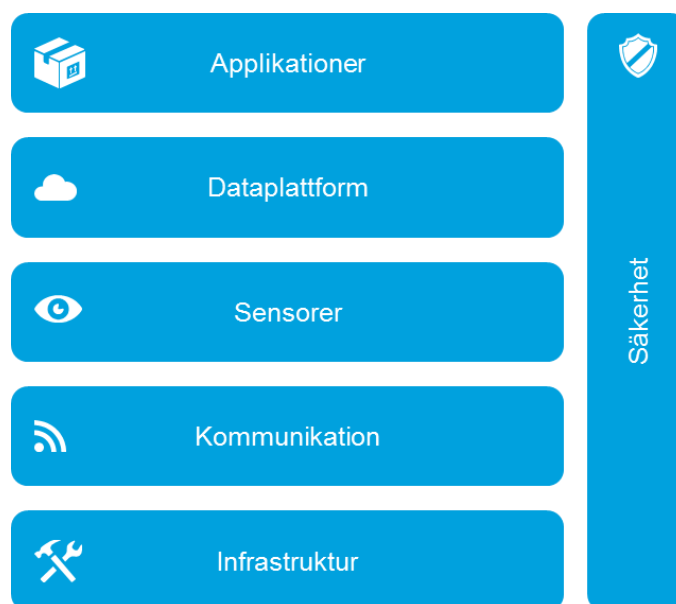 Applikationer
Dataplattform
Sensorer
Kommunikation
Infrastruktur
Säkerhet